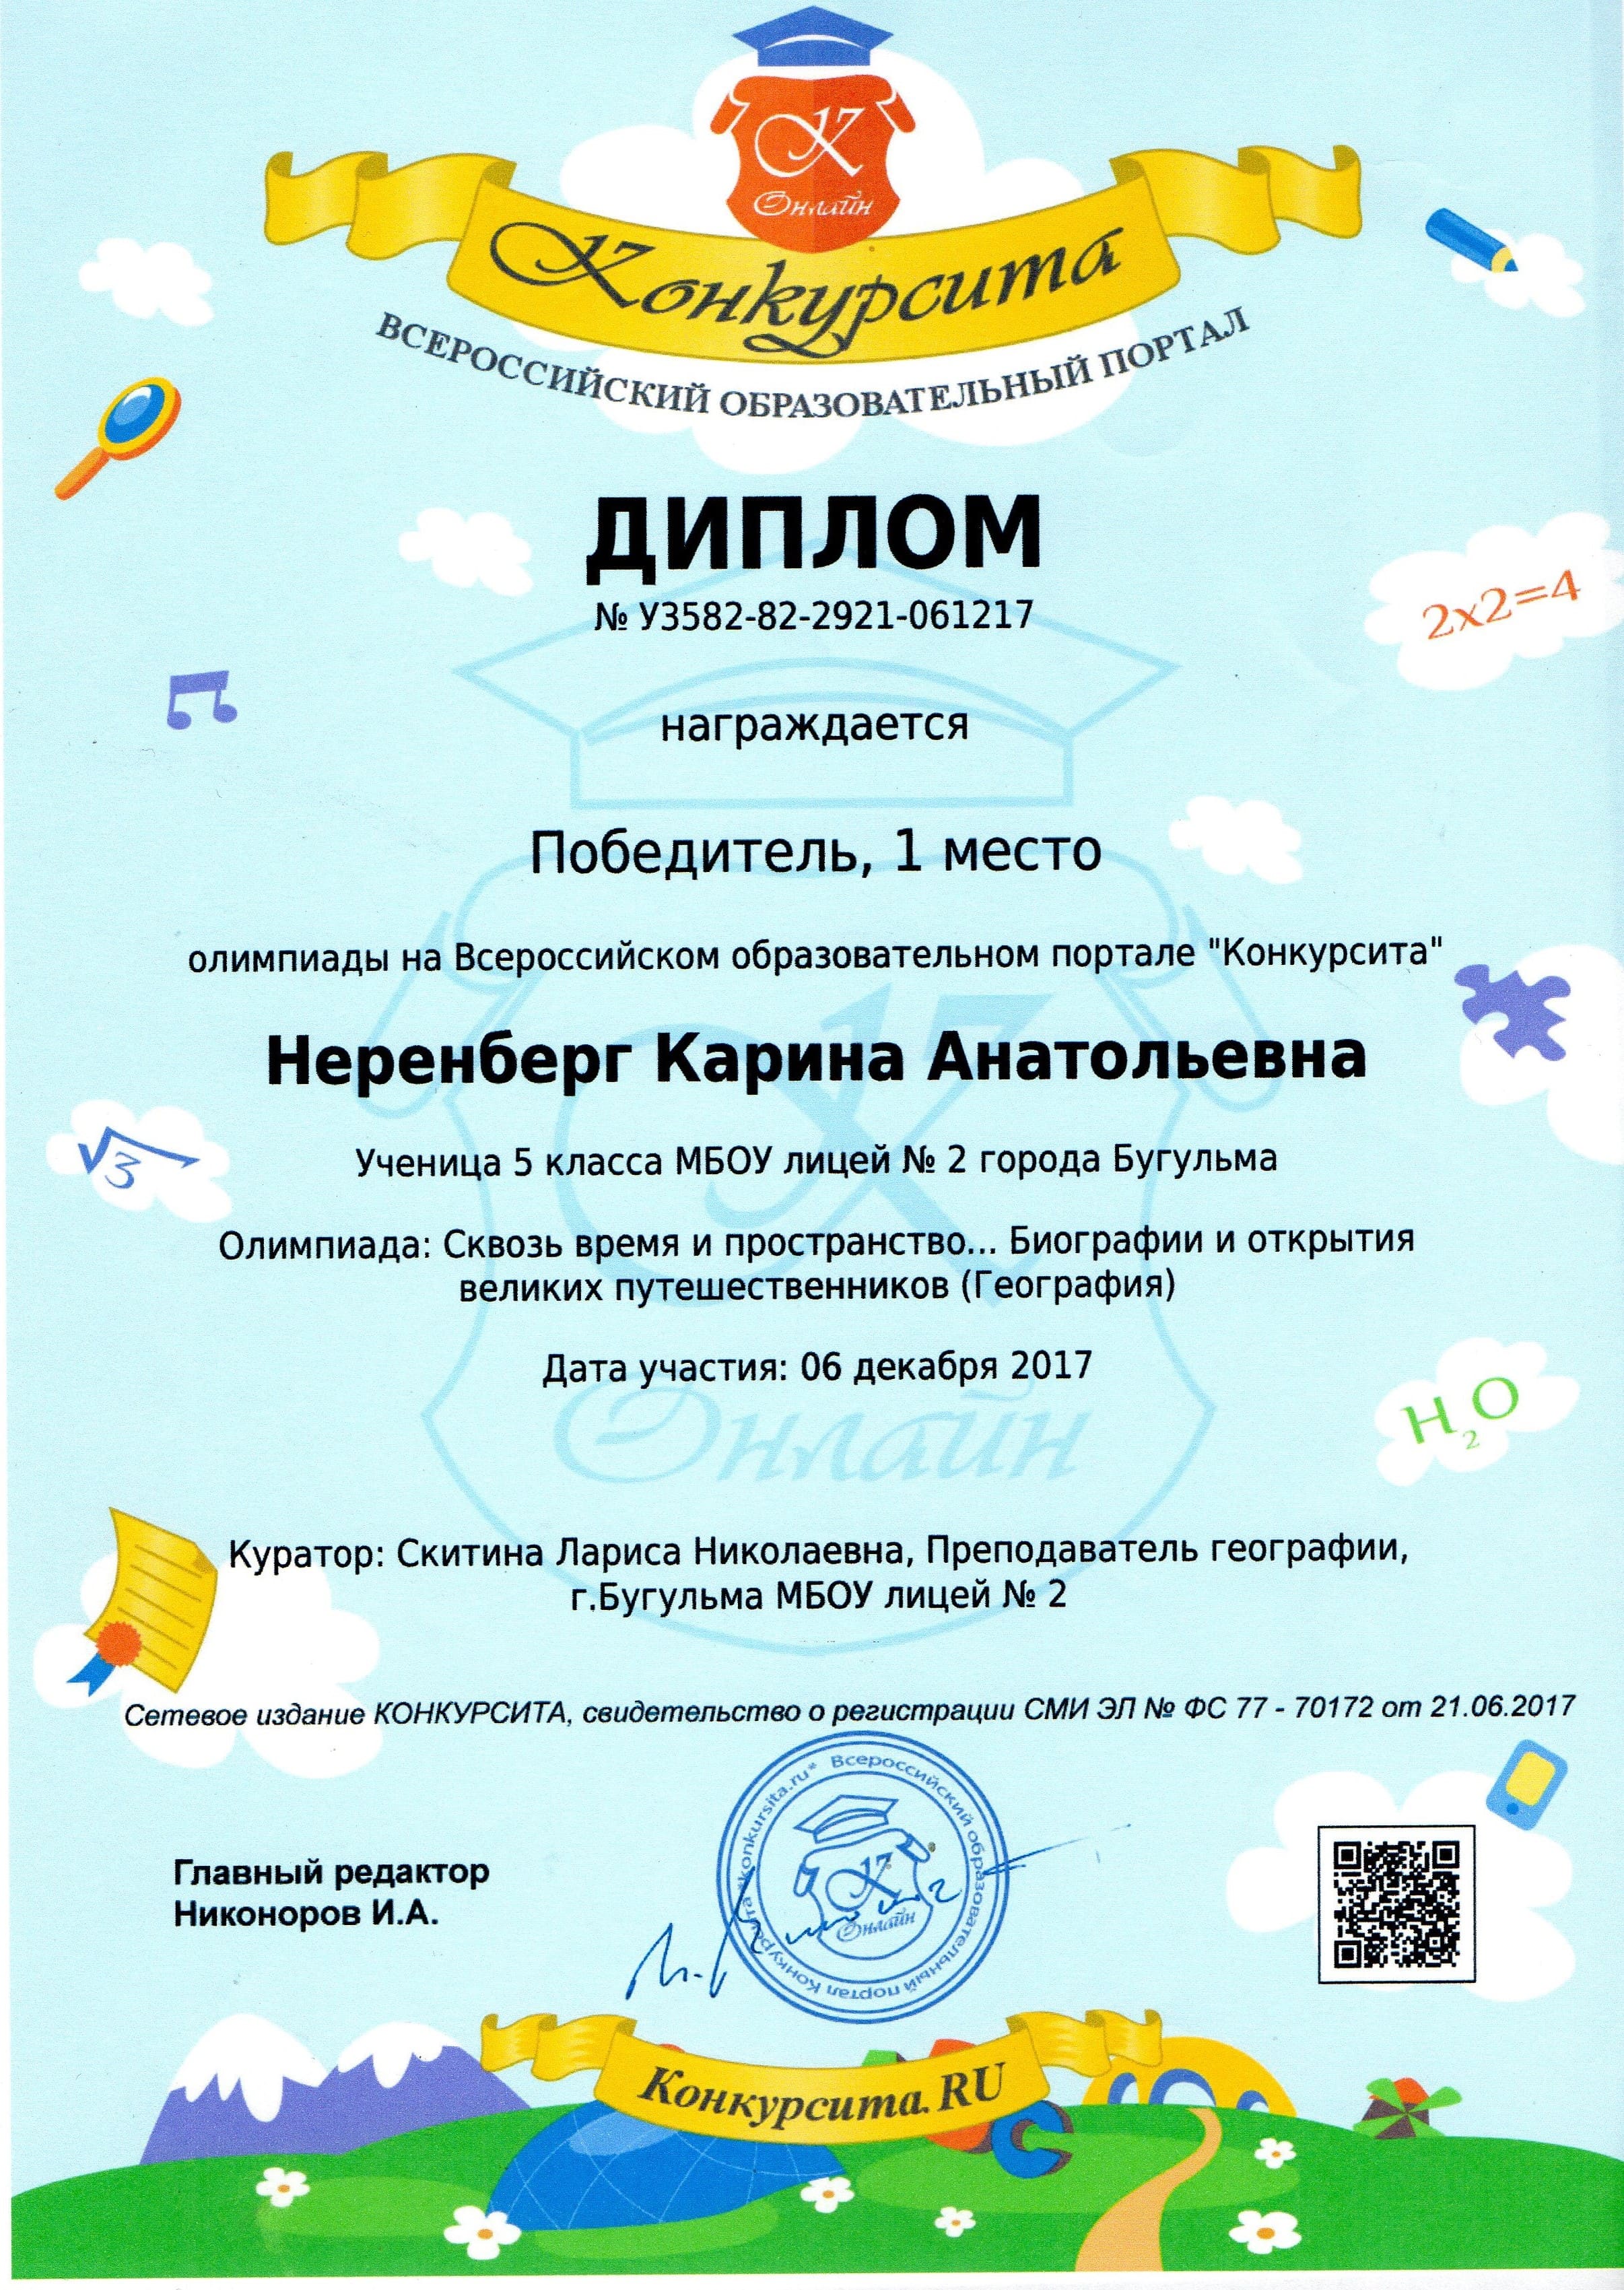 К
Онлайн
Конкурсита
ВСЕРОССИЙСКИЙ ОБРАЗОВАТЕЛЬНЫЙ ПОРТАЛ
ДИПЛОМ
№ У3582-82-2921-061217
2x2=4
награждается
Победитель, 1 место
олимпиады на Всероссийском образовательном портале "Конкурсита"
Неренберг Карина Анатольевна
√3
Ученица 5 класса МБОУ лицей № 2 города Бугульма
Олимпиада: Сквозь время и пространство... Биографии и открытия
великих путешественников (География)
Дата участия: 06 декабря 2017
H₂O
К
Онлайн
Куратор: Скитина Лариса Николаевна, Преподаватель географии,
г.Бугульма МБОУ лицей № 2
Сетевое издание КОНКУРСИТА, свидетельство о регистрации СМИ ЭЛ № ФС 77 - 70172 от 21.06.2017
Всероссийский образовательный портал Конкурсита *konkursita.ru*
К
Онлайн
Главный редактор
Никоноров И.А.
Конкурсита.RU
С